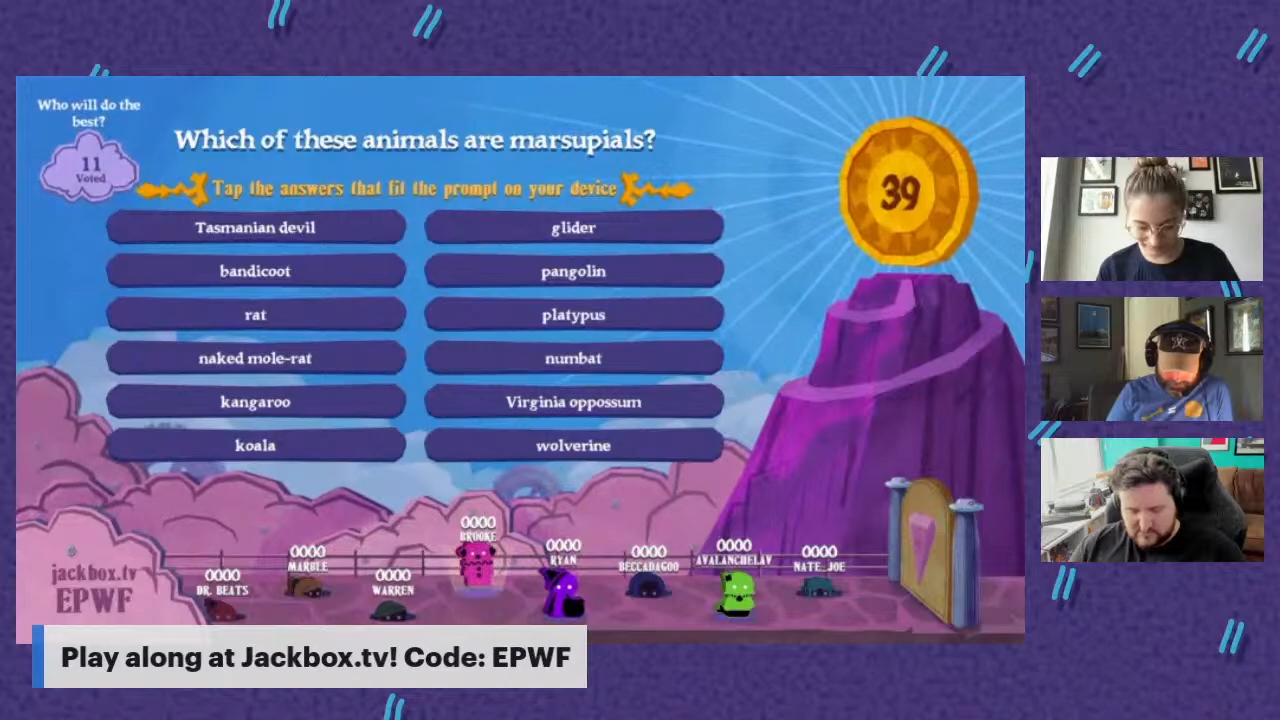 Who will do the
best?
11
Voted
Which of these animals are marsupials?
Tap the answers that fit the prompt on your device
39
Tasmanian devil
glider
bandicoot
pangolin
rat
platypus
naked mole-rat
numbat
kangaroo
Virginia oppossum
koala
wolverine
0000
DR. BEATS
0000
MARBLE
0000
WARREN
0000
BROOKE
0000
RYAN
0000
BECCADAGOO
0000
AVALANCHELAV
0000
NATE_JOE
jackbox.tv
EPWF
Play along at Jackbox.tv! Code: EPWF